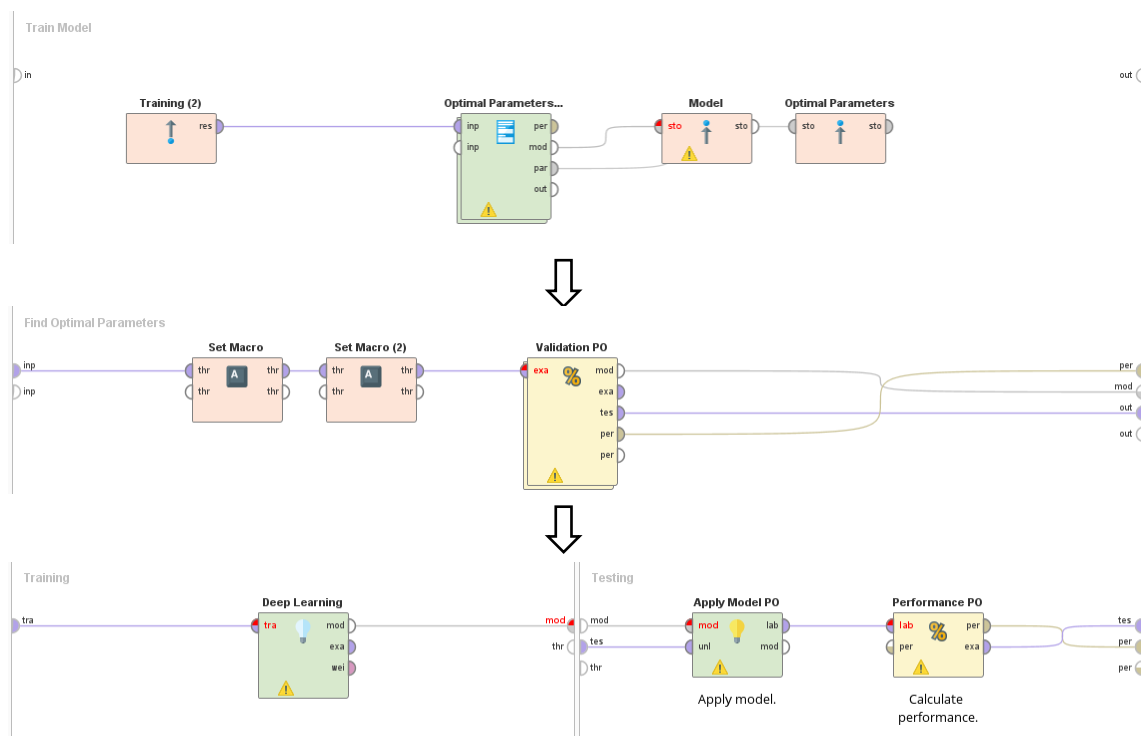 Train Model
in
out
Training (2)
res
Optimal Parameters...
inp
per
inp
mod
par
out
Model
sto
sto
Optimal Parameters
sto
sto
Find Optimal Parameters
inp
inp
Set Macro
thr
thr
thr
thr
Set Macro (2)
thr
thr
thr
thr
Validation PO
exa
mod
exa
tes
per
per
per
mod
out
out
Training
tra
Deep Learning
tra
mod
exa
wei
mod
thr
Testing
mod
tes
thr
Apply Model PO
mod
lab
unl
mod
Apply model.
Performance PO
lab
per
per
exa
Calculate
performance.
tes
per
per